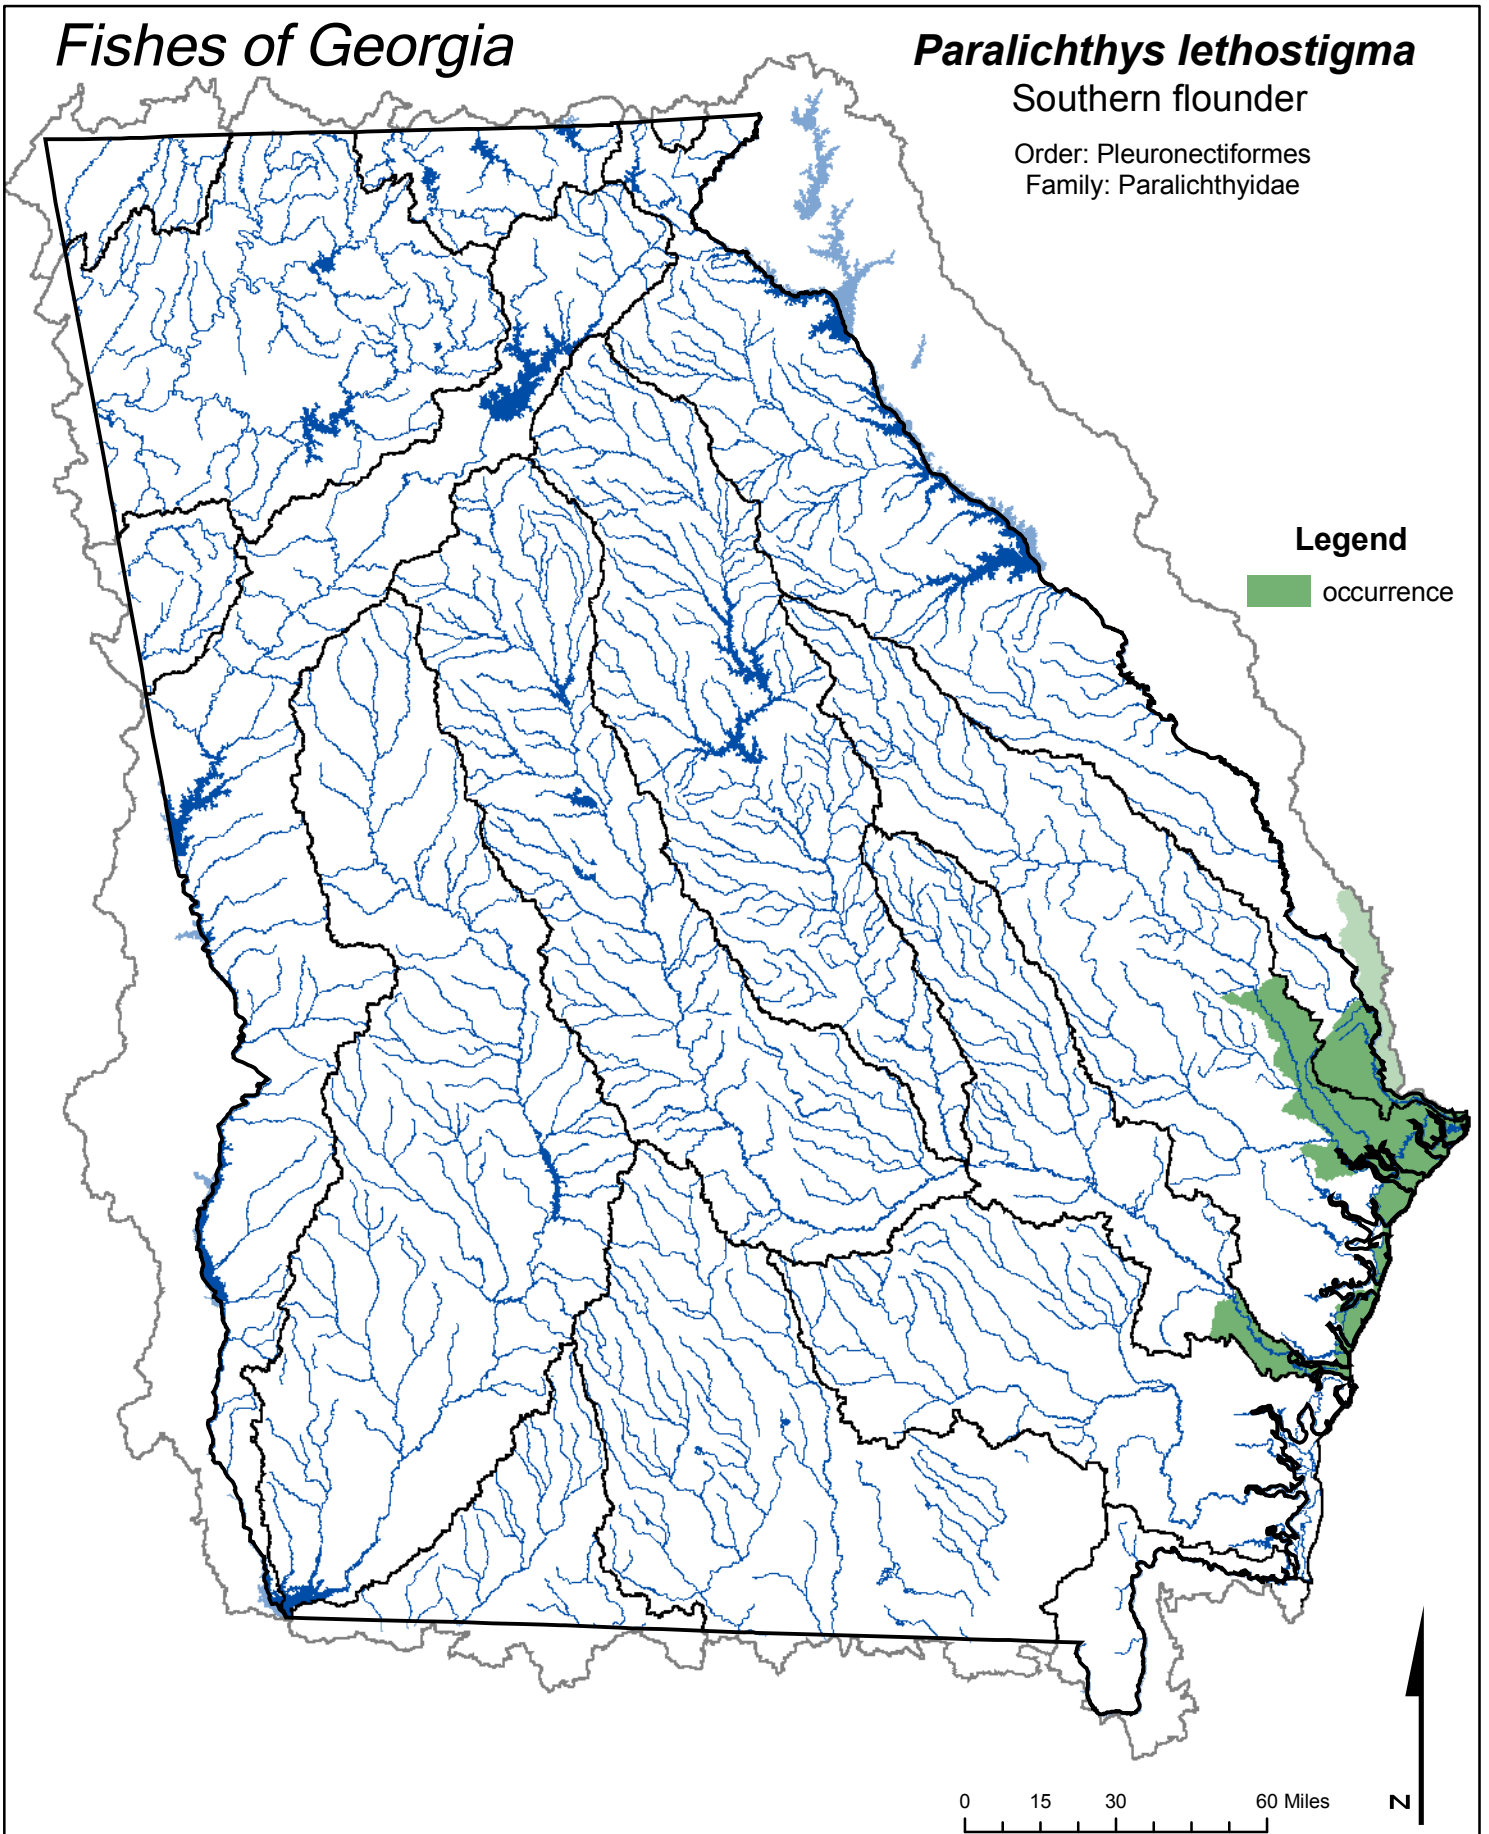 Fishes of Georgia
Paralichthys lethostigma
Southern flounder
Order: Pleuronectiformes
Family: Paralichthyidae
Legend
occurrence
0 15 30 60 Miles
N